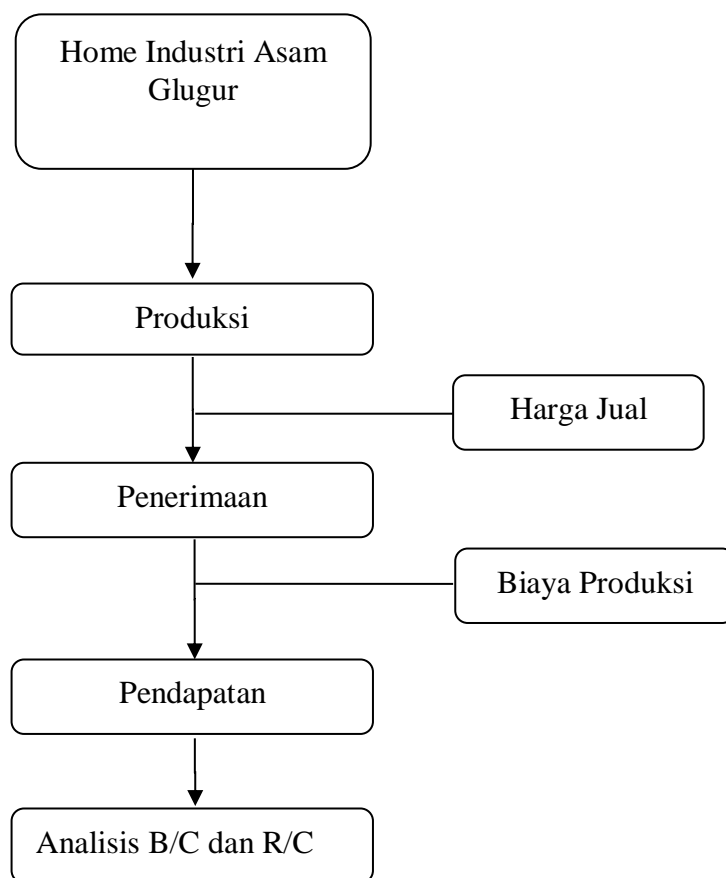 Home Industri Asam
Glugur
Produksi
Harga Jual
Penerimaan
Biaya Produksi
Pendapatan
Analisis B/C dan R/C